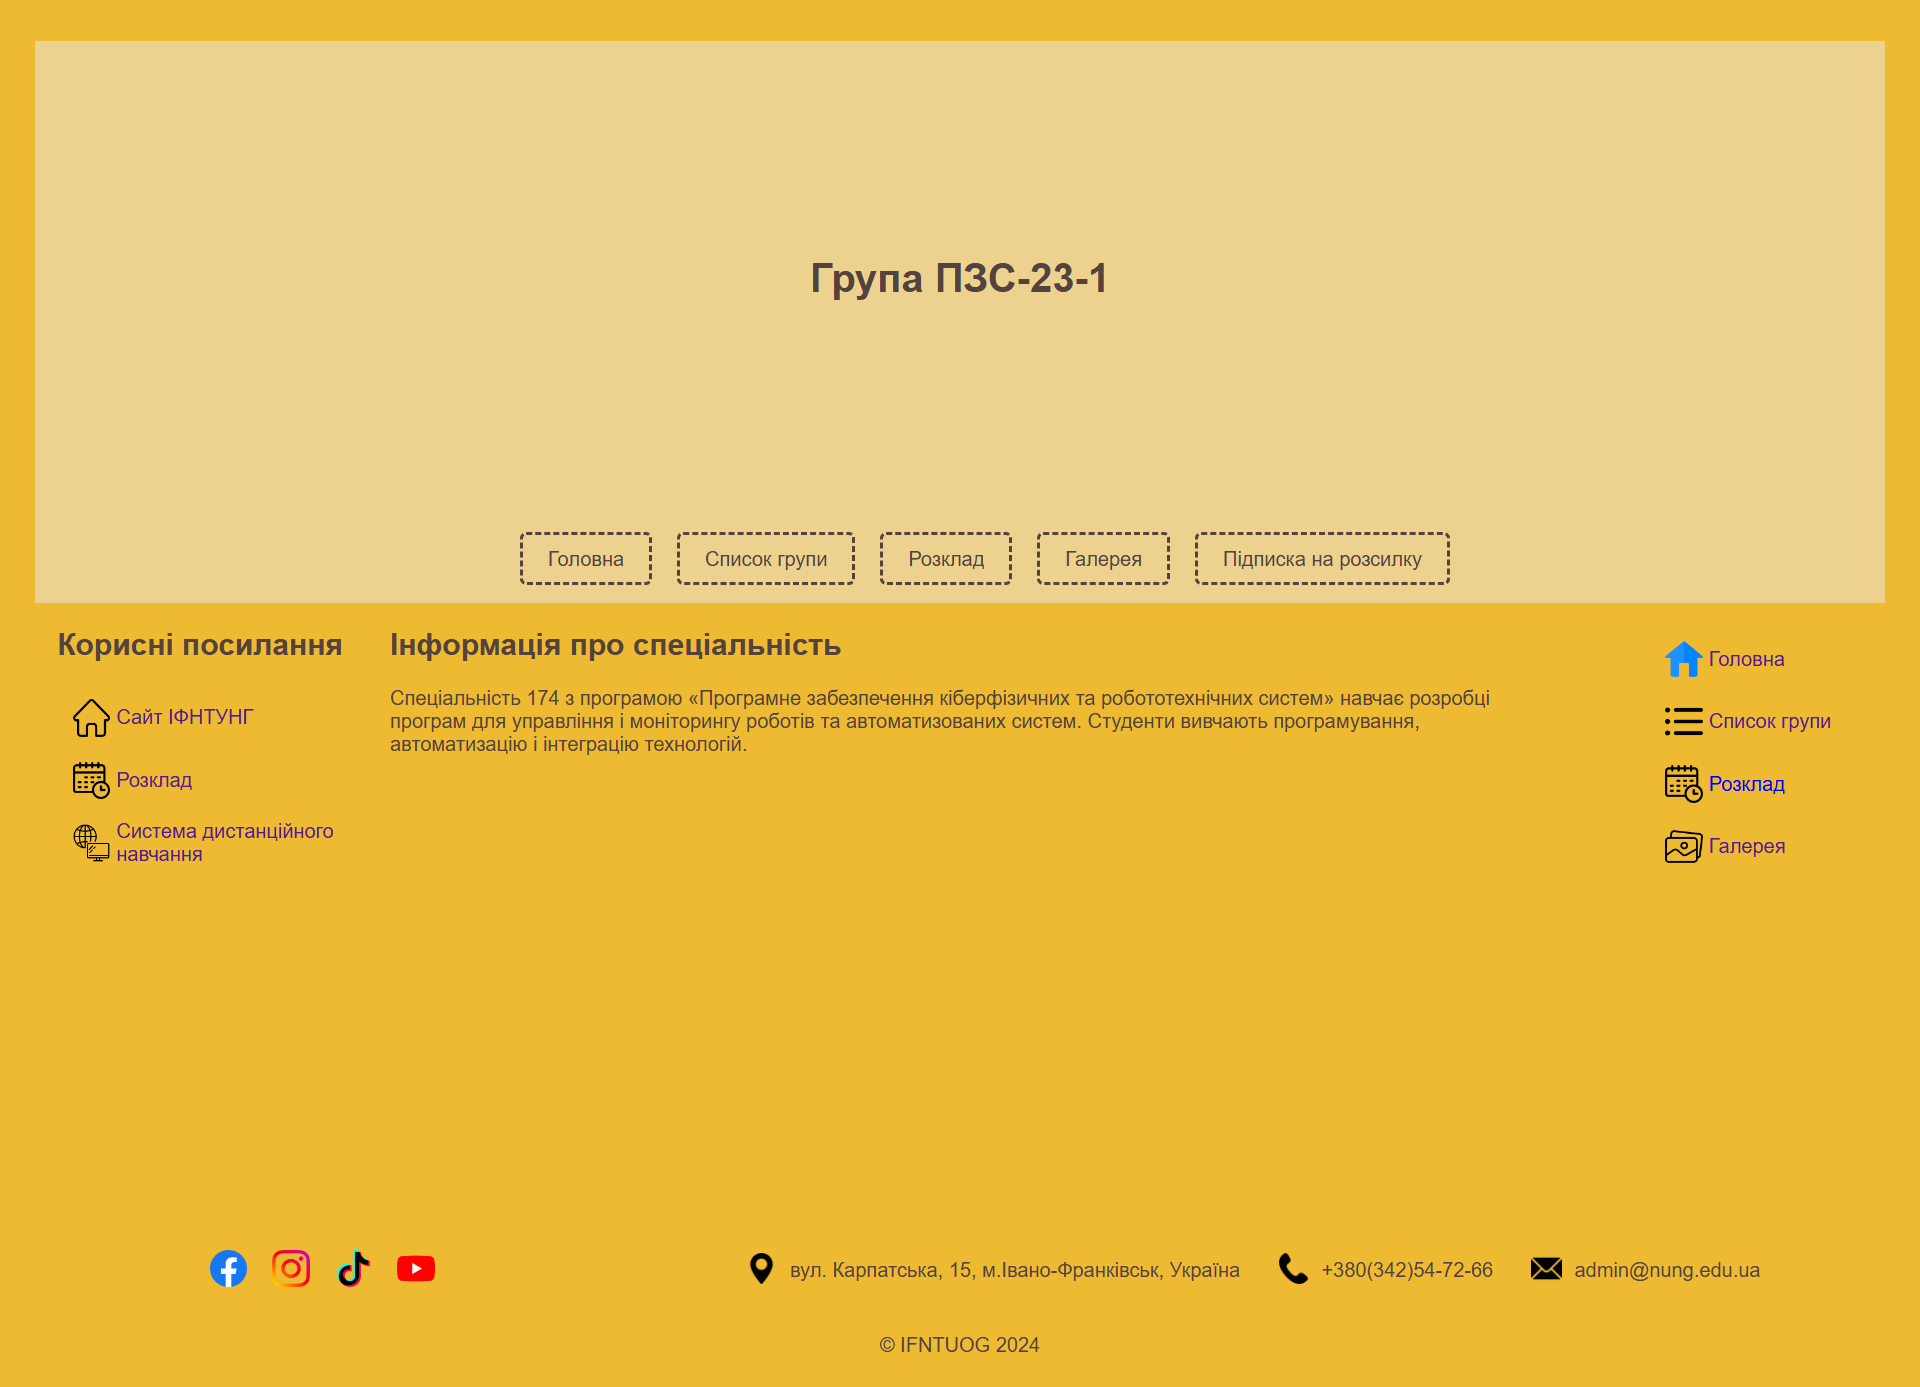 Група ПЗС-23-1
Головна
Список групи
Розклад
Галерея
Підписка на розсилку
Корисні посилання
Сайт ІФНТУНГ
Розклад
Система дистанційного
навчання
Інформація про спеціальність
Спеціальність 174 з програмою «Програмне забезпечення кіберфізичних та робототехнічних систем» навчає розробці
програм для управління і моніторингу роботів та автоматизованих систем. Студенти вивчають програмування,
автоматизацію і інтеграцію технологій.
Головна
Список групи
Розклад
Галерея
вул. Карпатська, 15, м.Івано-Франківськ, Україна
+380(342)54-72-66
admin@nung.edu.ua
© IFNTUOG 2024